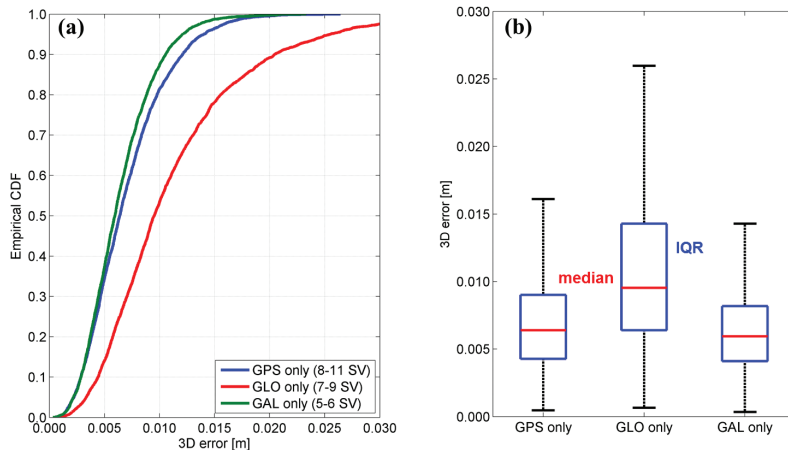 (a)
Empirical CDF
1.0
0.9
0.8
0.7
0.6
0.5
0.4
0.3
0.2
0.1
0.0
0.000 0.005 0.010 0.015 0.020 0.025 0.030
3D error [m]
GPS only (8-11 SV)
GLO only (7-9 SV)
GAL only (5-6 SV)
(b)
3D error [m]
0.030
0.025
0.020
0.015
0.010
0.005
0.000
IQR
median
GPS only GLO only GAL only